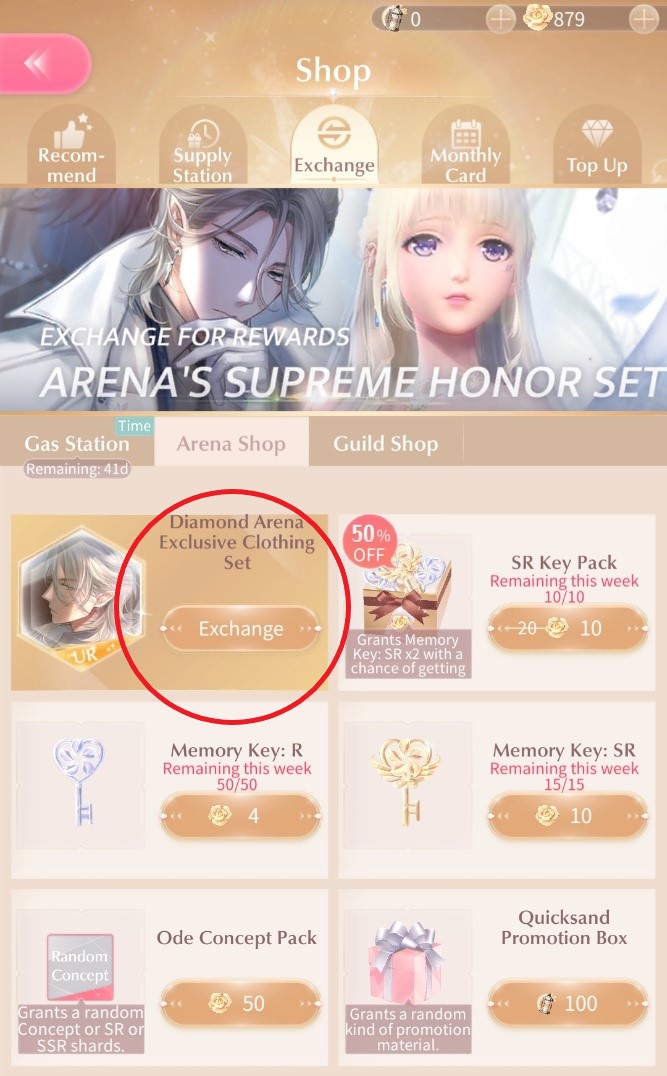 0
879
Shop
Recom-
mend
Supply
Station
Exchange
Monthly
Card
Top Up
EXCHANGE FOR REWARDS
ARENA'S SUPREME HONOR SET
Gas Station
Time
Remaining: 41d
Arena Shop
Guild Shop
UR
Diamond Arena
Exclusive Clothing
Set
Exchange
50%
OFF
Grants Memory
Key: SR x2 with a
chance of getting
SR Key Pack
Remaining this week
10/10
20 10
Memory Key: R
Remaining this week
50/50
4
Memory Key: SR
Remaining this week
15/15
10
Random
Concept
Grants a random
Concept or SR or
SSR shards.
Ode Concept Pack
50
Grants a random
kind of promotion
material.
Quicksand
Promotion Box
100